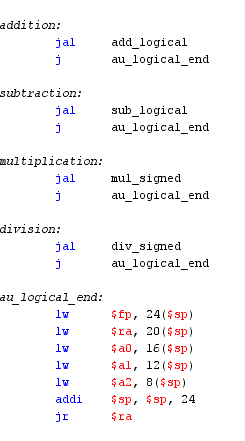 addition:
jal add_logical
j au_logical_end
subtraction:
jal sub_logical
j au_logical_end
multiplication:
jal mul_signed
j au_logical_end
division:
jal div_signed
j au_logical_end
au_logical_end:
lw $fp, 24($sp)
lw $ra, 20($sp)
lw $a0, 16($sp)
lw $a1, 12($sp)
lw $a2, 8($sp)
addi $sp, $sp, 24
jr $ra